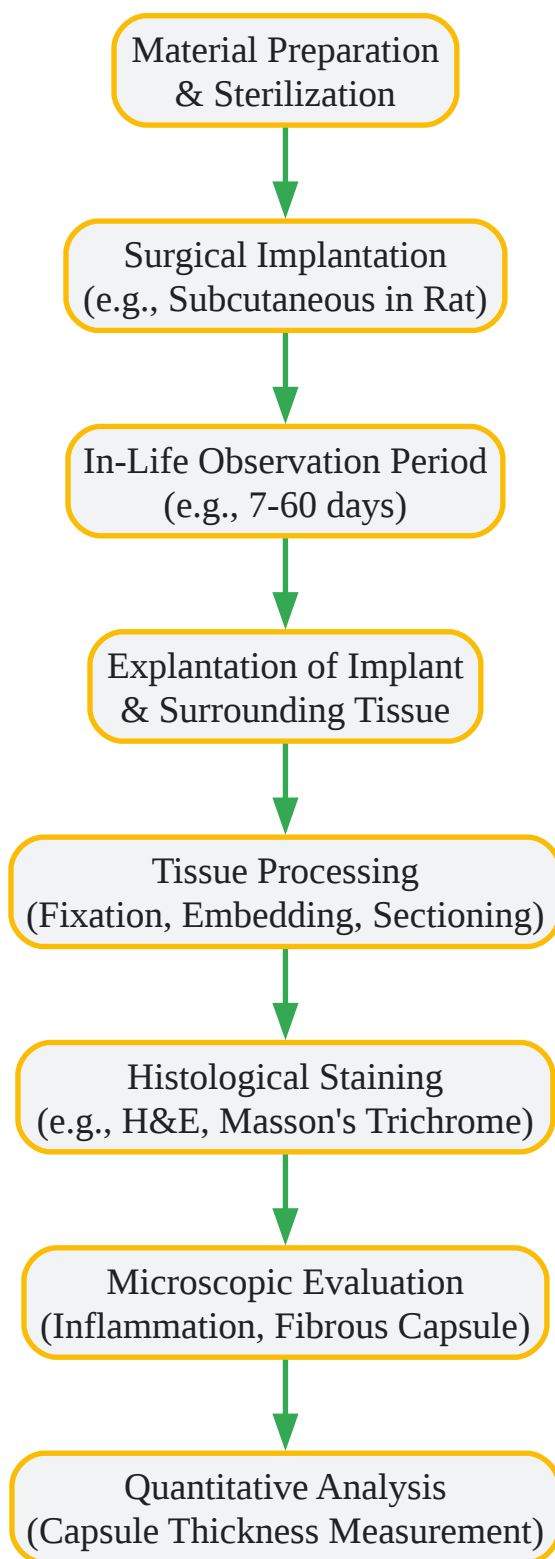 Material Preparation
& Sterilization
Surgical Implantation
(e.g., Subcutaneous in Rat)
In-Life Observation Period
(e.g., 7-60 days)
Explantation of Implant
& Surrounding Tissue
Tissue Processing
(Fixation, Embedding, Sectioning)
Histological Staining
(e.g., H&E, Masson's Trichrome)
Microscopic Evaluation
(Inflammation, Fibrous Capsule)
Quantitative Analysis
(Capsule Thickness Measurement)